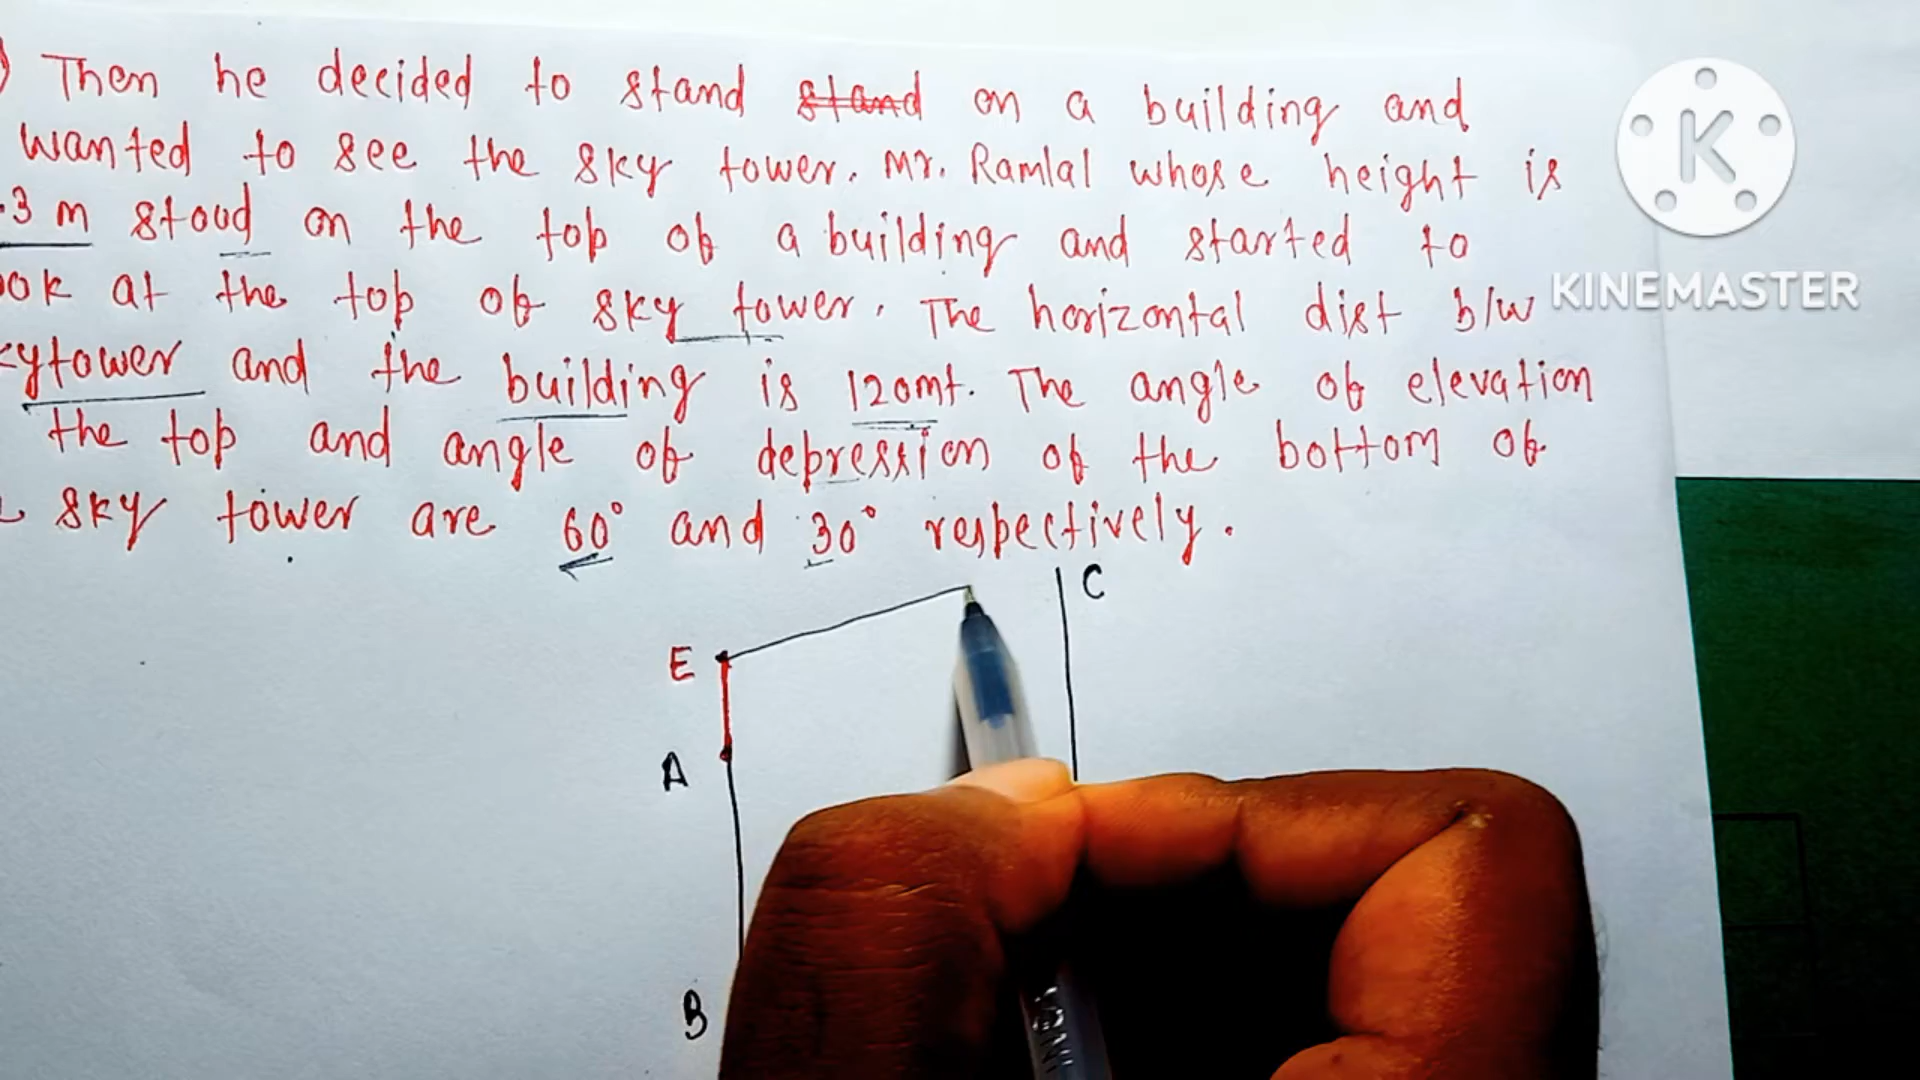 ) Then he decided to stand stand on a building and
wanted to see the sky tower. Mr. Ramlal whose height is
.3 m stood on the top of a building and started to
ook at the top of sky tower. The horizontal dist b/w
kytower and the building is 120mt. The angle of elevation
the top and angle of depression of the bottom of
sky tower are 60° and 30° respectively.
K
KINEMASTER
C
E
A
B